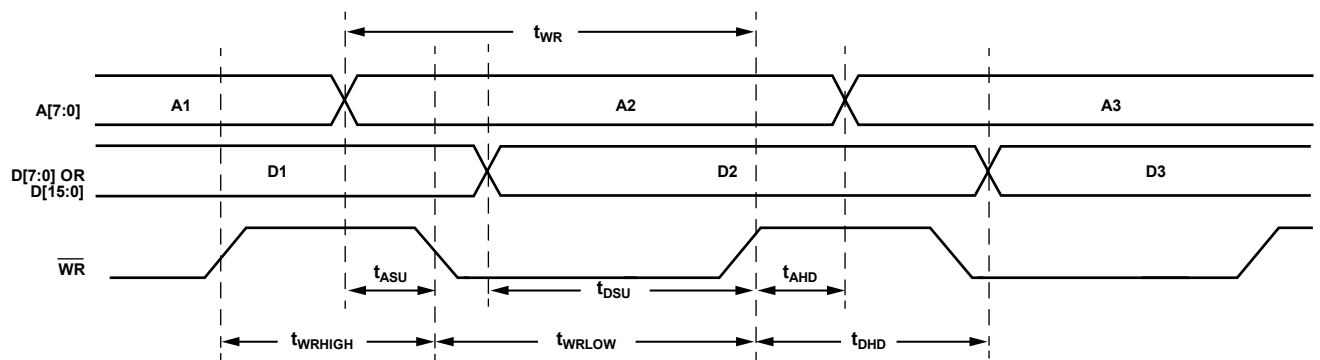 tWR
A[7:0]
A1
A2
A3
D[7:0] OR
D[15:0]
D1
D2
D3
WR
tASU
tDSU
tAHD
tWRHIGH
tWRLOW
tDHD